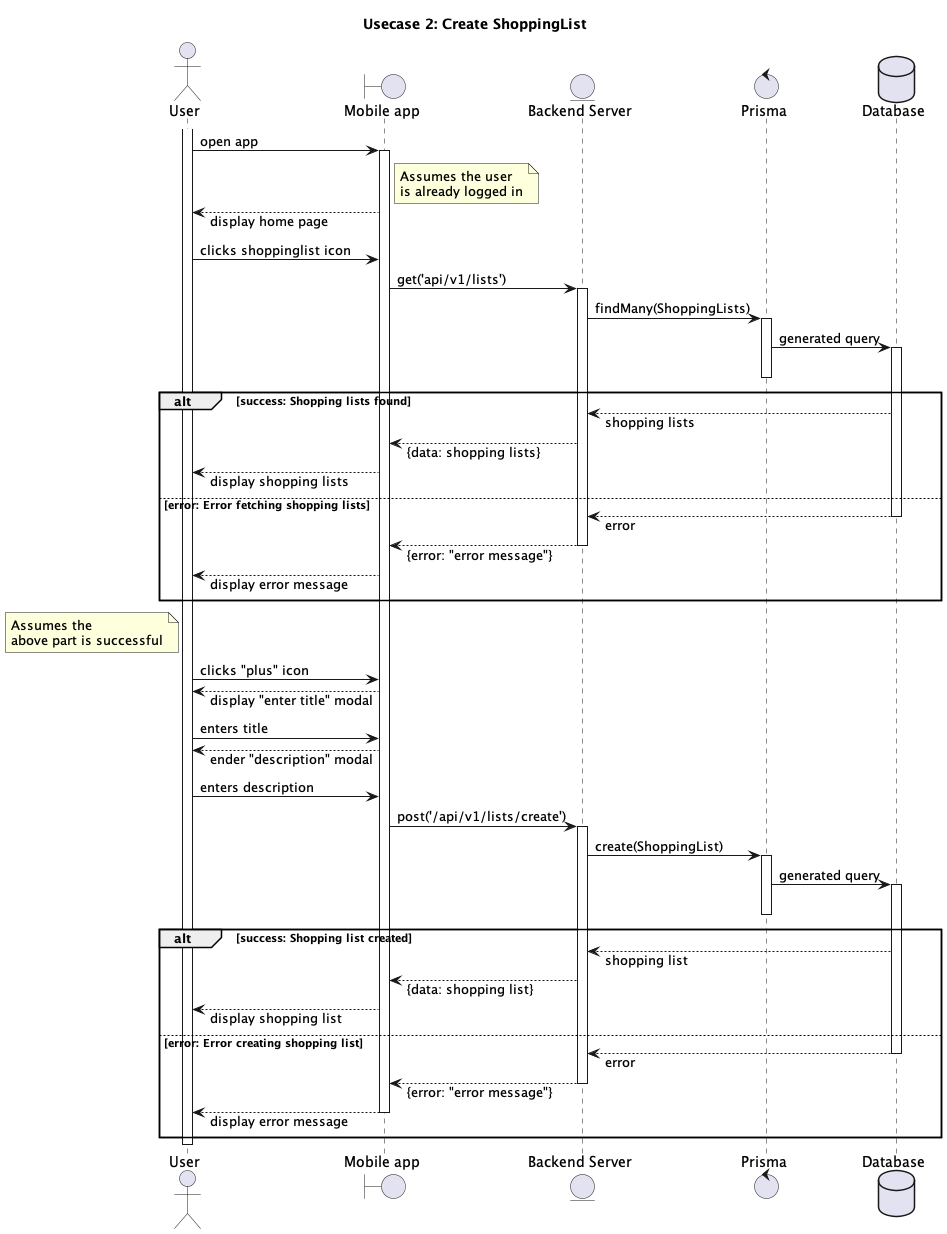 Usecase 2: Create ShoppingList
User
Mobile app
Backend Server
Prisma
Database
open app
Assumes the user
is already logged in
display home page
clicks shoppinglist icon
get('api/v1/lists')
findMany(ShoppingLists)
generated query
alt
[success: Shopping lists found]
shopping lists
{data: shopping lists}
display shopping lists
[error: Error fetching shopping lists]
error
{error: "error message"}
display error message
Assumes the
above part is successful
clicks "plus" icon
display "enter title" modal
enters title
ender "description" modal
enters description
post('/api/v1/lists/create')
create(ShoppingList)
generated query
alt
[success: Shopping list created]
shopping list
{data: shopping list}
display shopping list
[error: Error creating shopping list]
error
{error: "error message"}
display error message
User
Mobile app
Backend Server
Prisma
Database